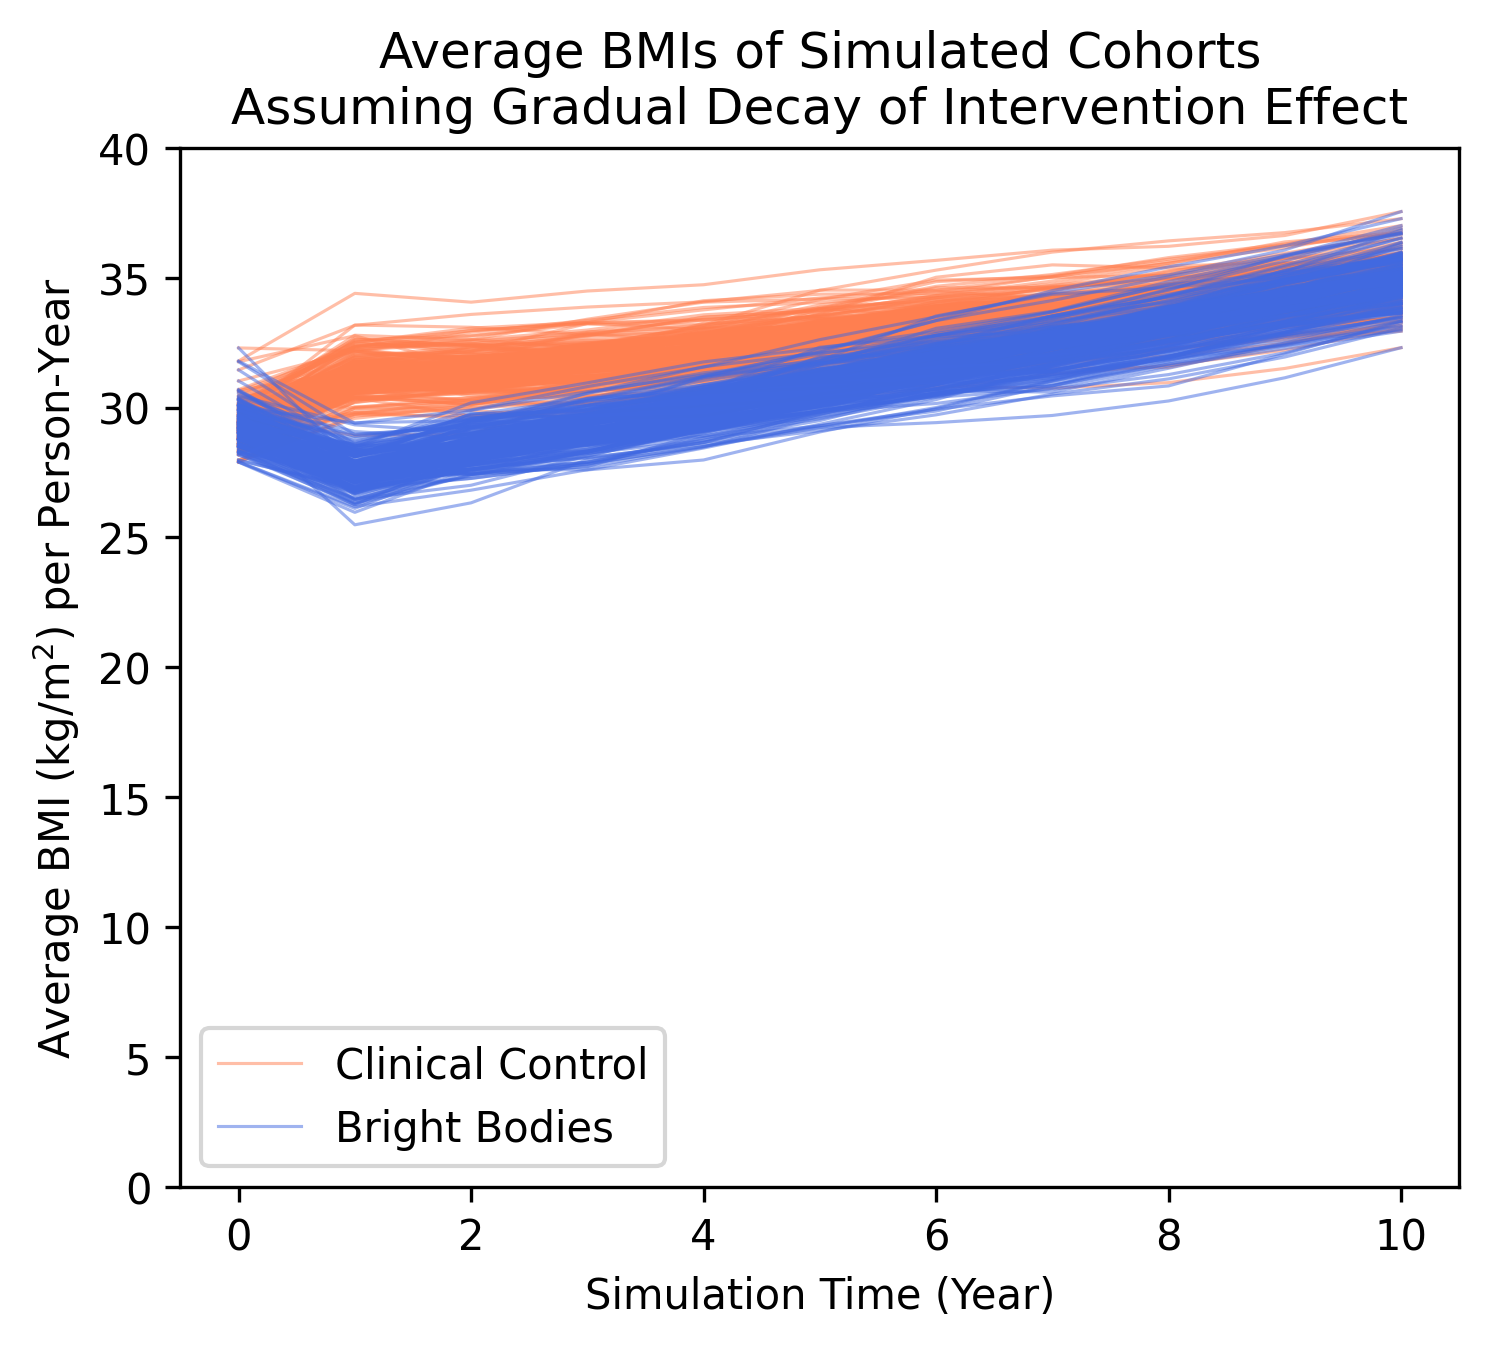 Average BMIs of Simulated Cohorts
Assuming Gradual Decay of Intervention Effect
Average BMI (kg/m²) per Person-Year
40
35
30
25
20
15
10
5
0
Clinical Control
Bright Bodies
0 2 4 6 8 10
Simulation Time (Year)